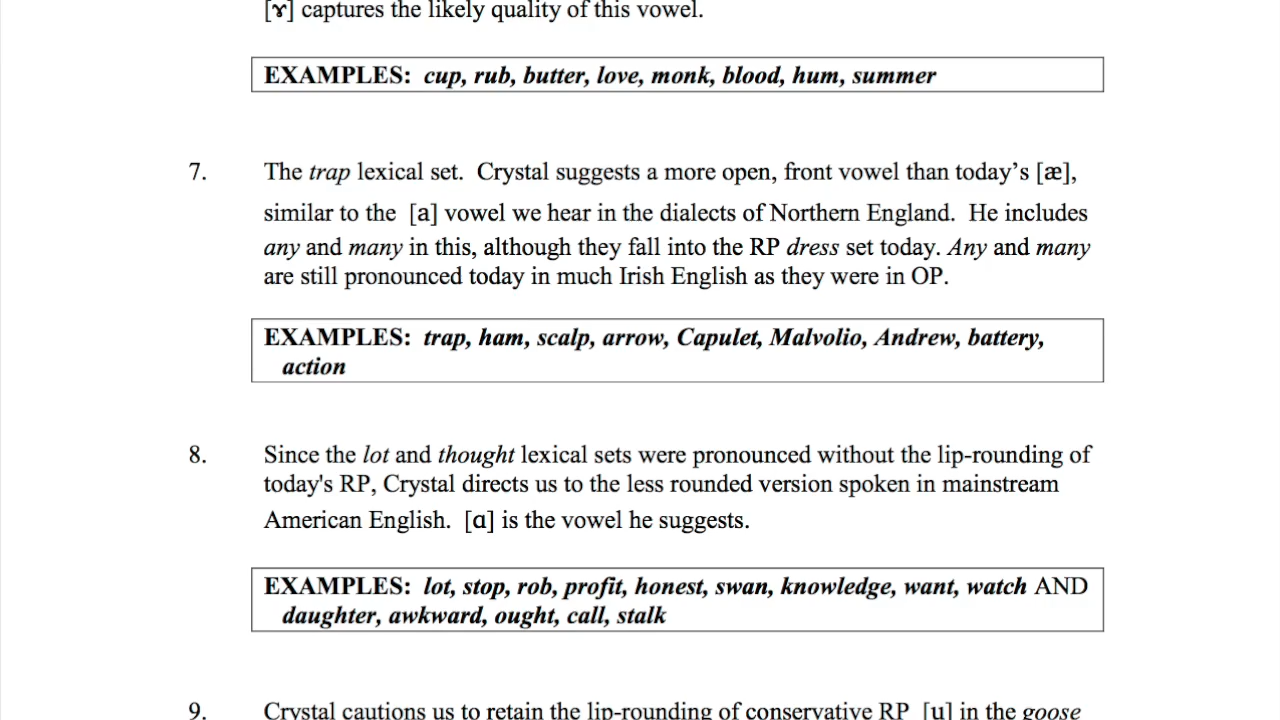 [ɤ] captures the likely quality of this vowel.
EXAMPLES: cup, rub, butter, love, monk, blood, hum, summer
7. The trap lexical set. Crystal suggests a more open, front vowel than today’s [æ],
similar to the [a] vowel we hear in the dialects of Northern England. He includes
any and many in this, although they fall into the RP dress set today. Any and many
are still pronounced today in much Irish English as they were in OP.
EXAMPLES: trap, ham, scalp, arrow, Capulet, Malvolio, Andrew, battery,
action
8. Since the lot and thought lexical sets were pronounced without the lip-rounding of
today's RP, Crystal directs us to the less rounded version spoken in mainstream
American English. [ɑ] is the vowel he suggests.
EXAMPLES: lot, stop, rob, profit, honest, swan, knowledge, want, watch AND
daughter, awkward, ought, call, stalk
9. Crystal cautions us to retain the lip-rounding of conservative RP [u] in the goose